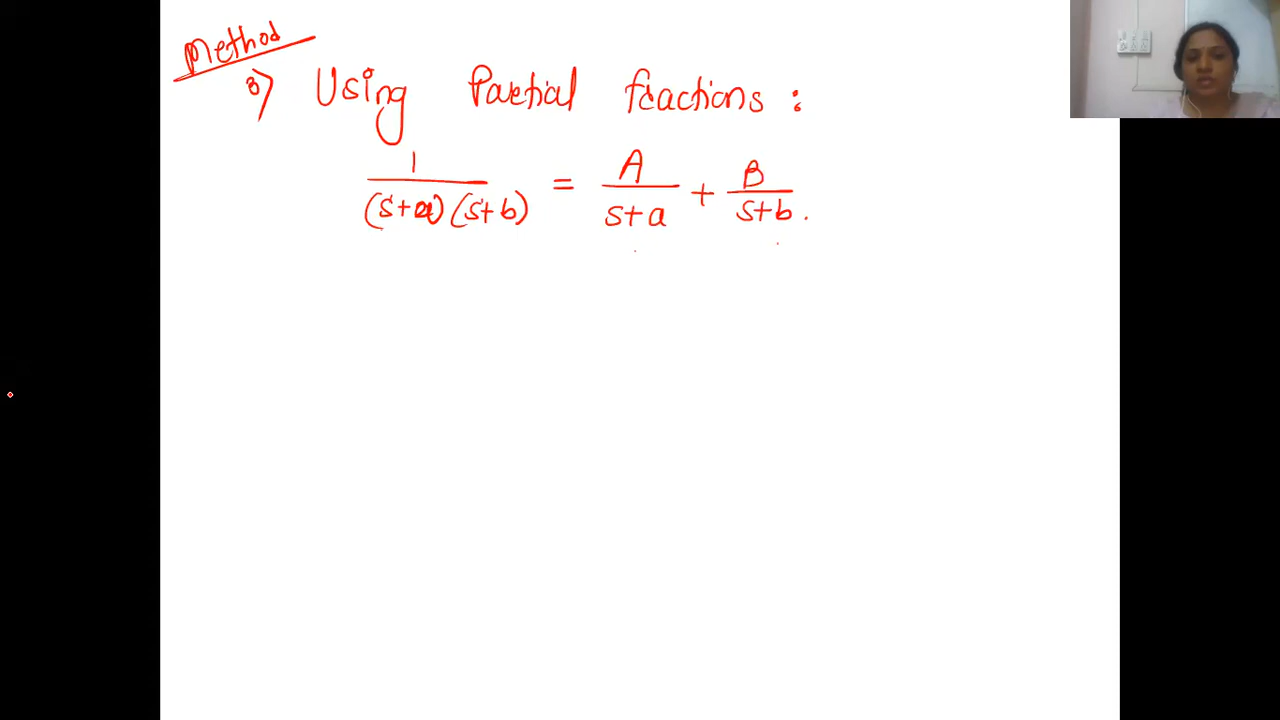 Method
3) Using Partial fractions :
1/((s+a)(s+b)) = A/(s+a) + B/(s+b).